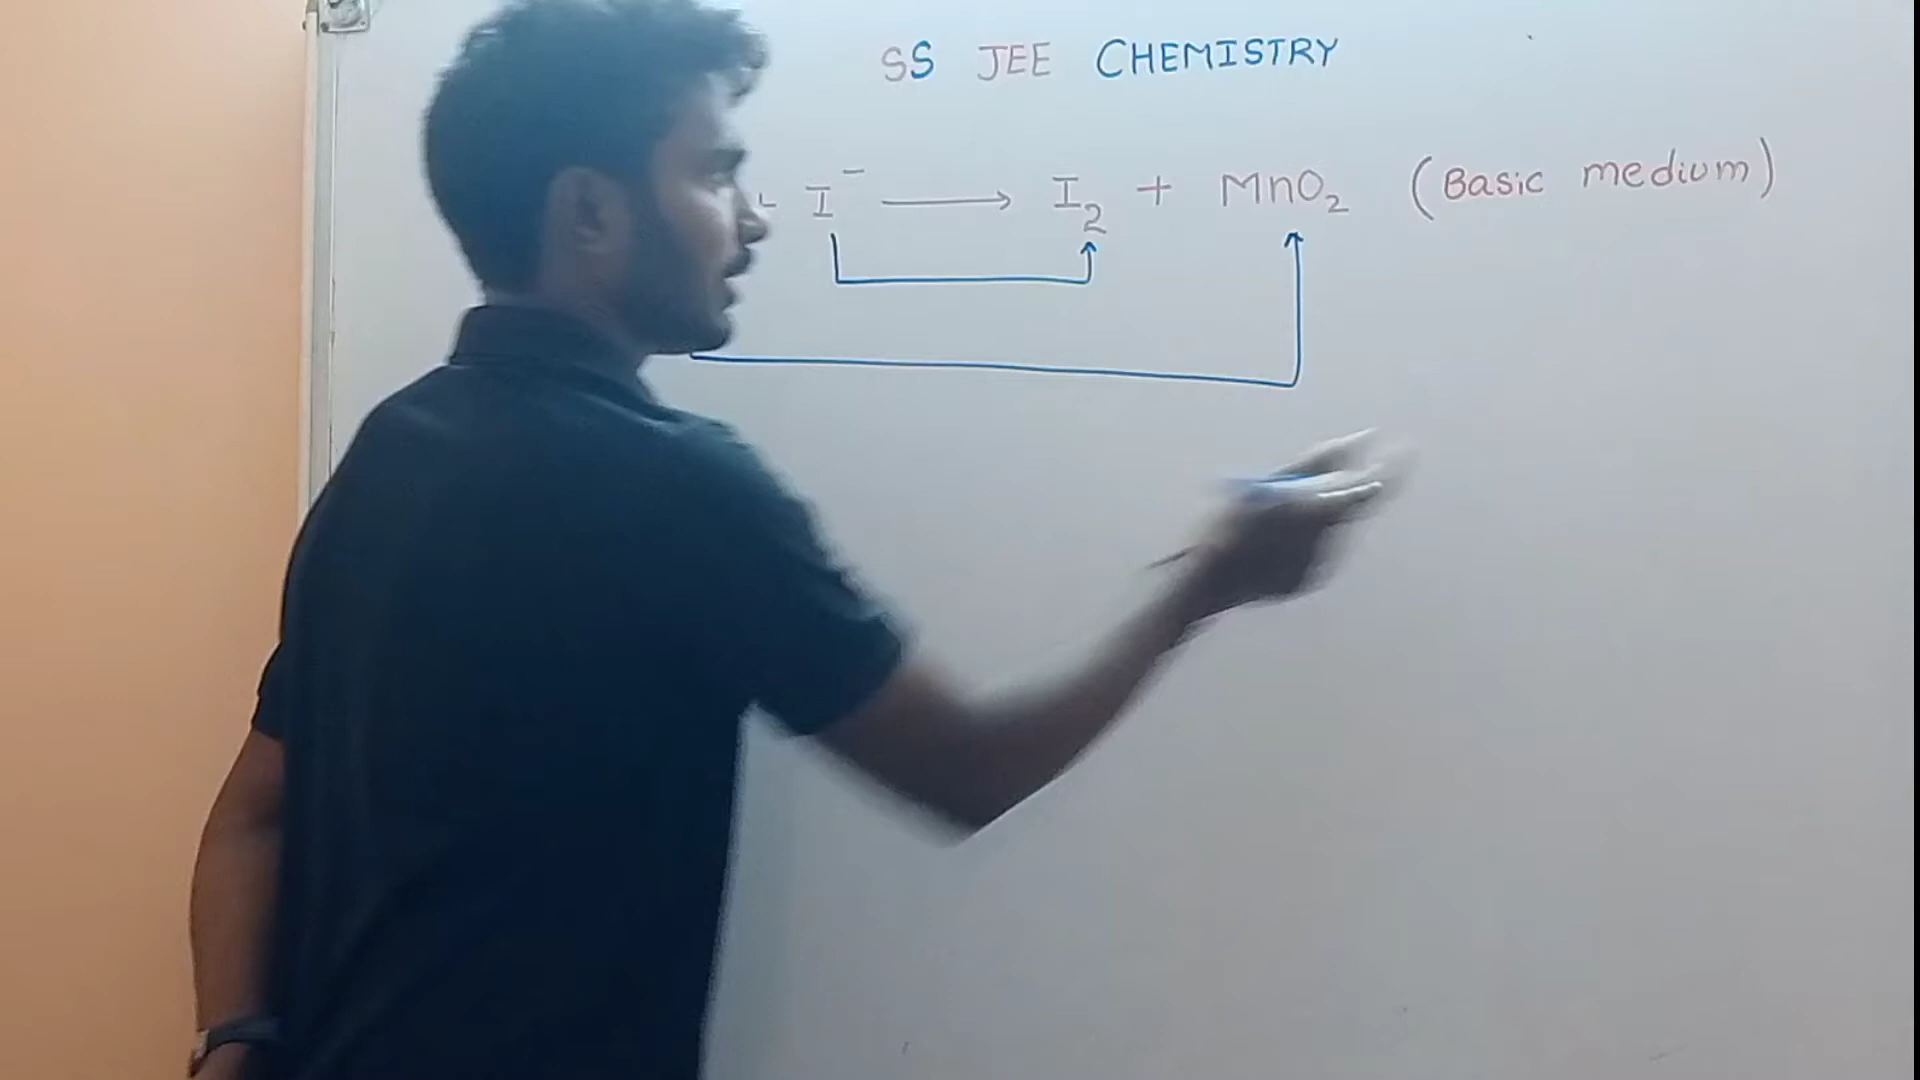 SS JEE CHEMISTRY
I⁻ ⟶ I₂ + MnO₂ (Basic medium)